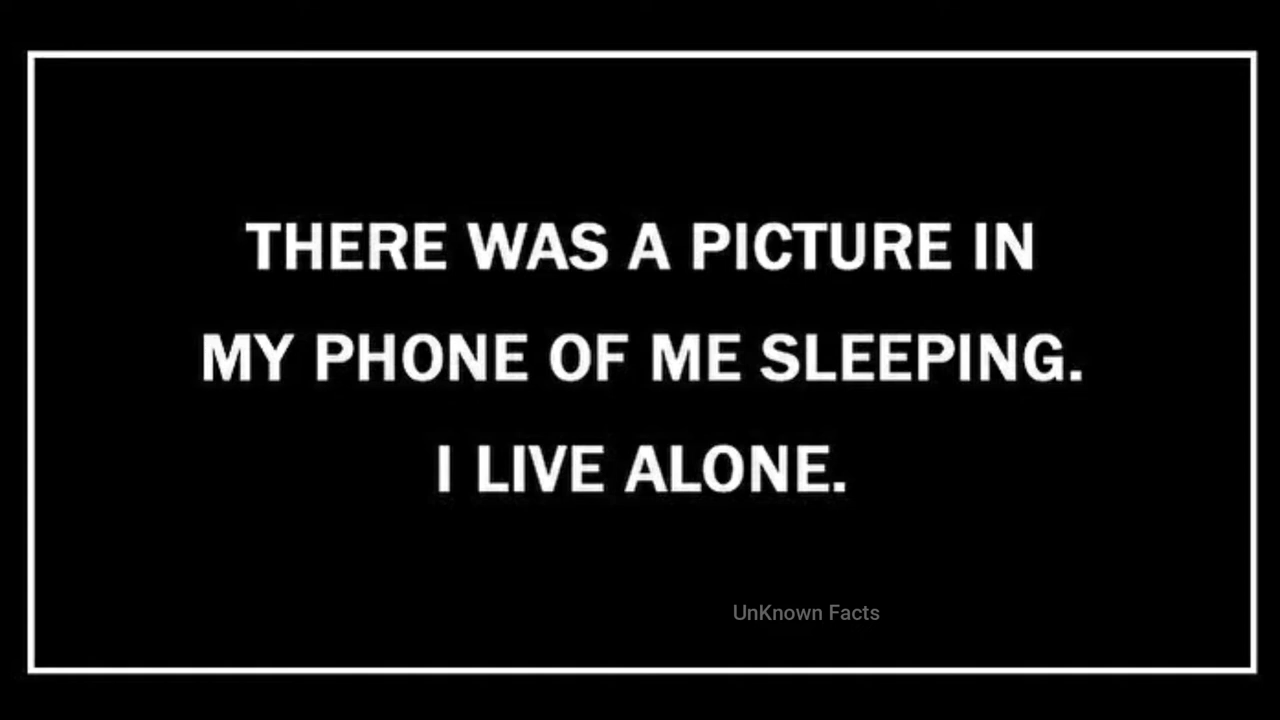 THERE WAS A PICTURE IN
MY PHONE OF ME SLEEPING.
I LIVE ALONE.
UnKnown Facts